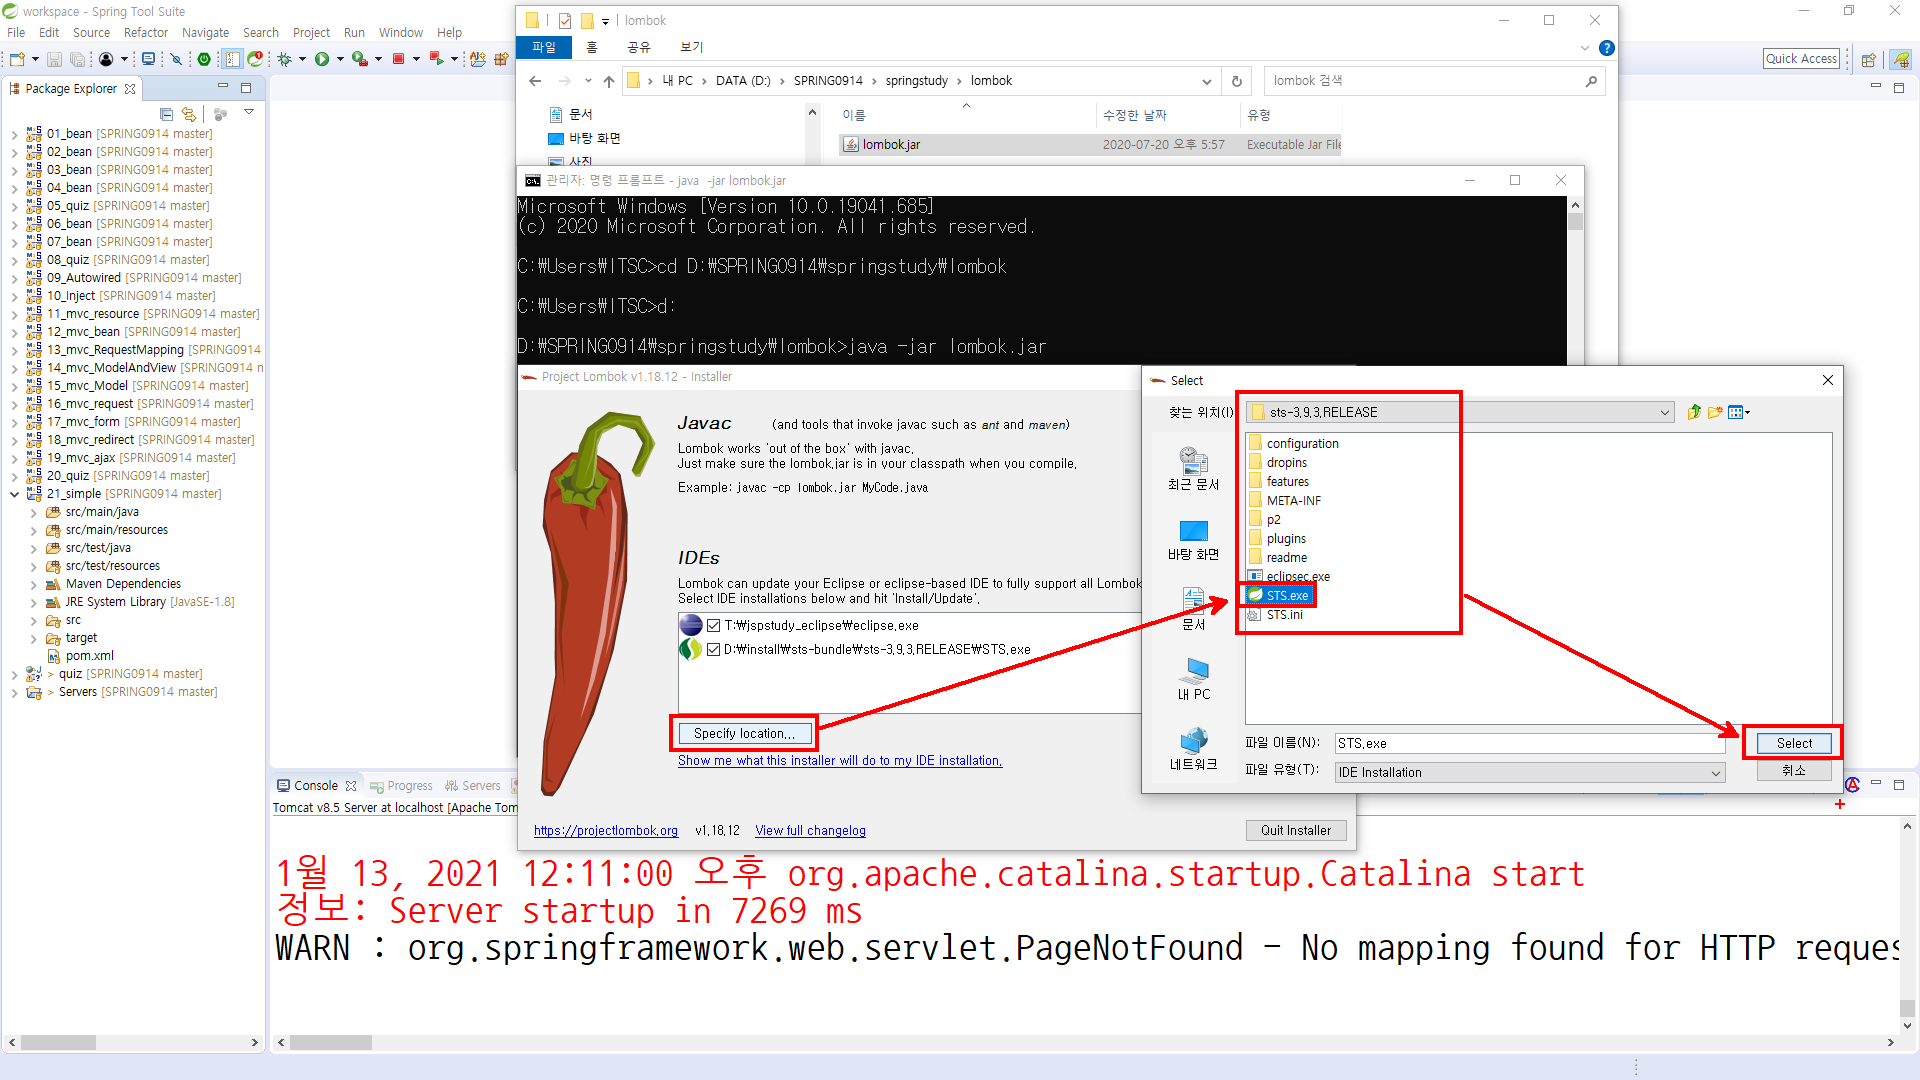 workspace - Spring Tool Suite
File Edit Source Refactor Navigate Search Project Run Window Help
Quick Access
Package Explorer
01_bean [SPRING0914 master]
02_bean [SPRING0914 master]
03_bean [SPRING0914 master]
04_bean [SPRING0914 master]
05_quiz [SPRING0914 master]
06_bean [SPRING0914 master]
07_bean [SPRING0914 master]
08_quiz [SPRING0914 master]
09_Autowired [SPRING0914 master]
10_Inject [SPRING0914 master]
11_mvc_resource [SPRING0914 master]
12_mvc_bean [SPRING0914 master]
13_mvc_RequestMapping [SPRING0914
14_mvc_ModelAndView [SPRING0914 m
15_mvc_Model [SPRING0914 master]
16_mvc_request [SPRING0914 master]
17_mvc_form [SPRING0914 master]
18_mvc_redirect [SPRING0914 master]
19_mvc_ajax [SPRING0914 master]
20_quiz [SPRING0914 master]
21_simple [SPRING0914 master]
src/main/java
src/main/resources
src/test/java
src/test/resources
Maven Dependencies
JRE System Library [JavaSE-1.8]
src
target
pom.xml
> quiz [SPRING0914 master]
> Servers [SPRING0914 master]
lombok
파일 홈 공유 보기
내 PC > DATA (D:) > SPRING0914 > springstudy > lombok
lombok 검색
문서
바탕 화면
사진
이름 수정한 날짜 유형
lombok.jar 2020-07-20 오후 5:57 Executable Jar File
관리자: 명령 프롬프트 - java -jar lombok.jar
Microsoft Windows [Version 10.0.19041.685]
(c) 2020 Microsoft Corporation. All rights reserved.
C:₩Users₩ITSC>cd D:₩SPRING0914₩springstudy₩lombok
C:₩Users₩ITSC>d:
D:₩SPRING0914₩springstudy₩lombok>java -jar lombok.jar
Project Lombok v1.18.12 - Installer
Javac (and tools that invoke javac such as ant and maven)
Lombok works 'out of the box' with javac.
Just make sure the lombok.jar is in your classpath when you compile.
Example: javac -cp lombok.jar MyCode.java
IDEs
Lombok can update your Eclipse or eclipse-based IDE to fully support all Lombok
Select IDE installations below and hit 'Install/Update'.
T:₩jspstudy_eclipse₩eclipse.exe
D:₩install₩sts-bundle₩sts-3.9.3.RELEASE₩STS.exe
Specify location...
Show me what this installer will do to my IDE installation.
https://projectlombok.org v1.18.12 View full changelog
Quit Installer
Select
찾는 위치(I)
sts-3.9.3.RELEASE
최근 문서
바탕 화면
문서
내 PC
네트워크
configuration
dropins
features
META-INF
p2
plugins
readme
eclipsec.exe
STS.exe
STS.ini
파일 이름(N): STS.exe
Select
파일 유형(T): IDE Installation
취소
Console Progress Servers
Tomcat v8.5 Server at localhost [Apache Tom
1월 13, 2021 12:11:00 오후 org.apache.catalina.startup.Catalina start
정보: Server startup in 7269 ms
WARN : org.springframework.web.servlet.PageNotFound - No mapping found for HTTP reques